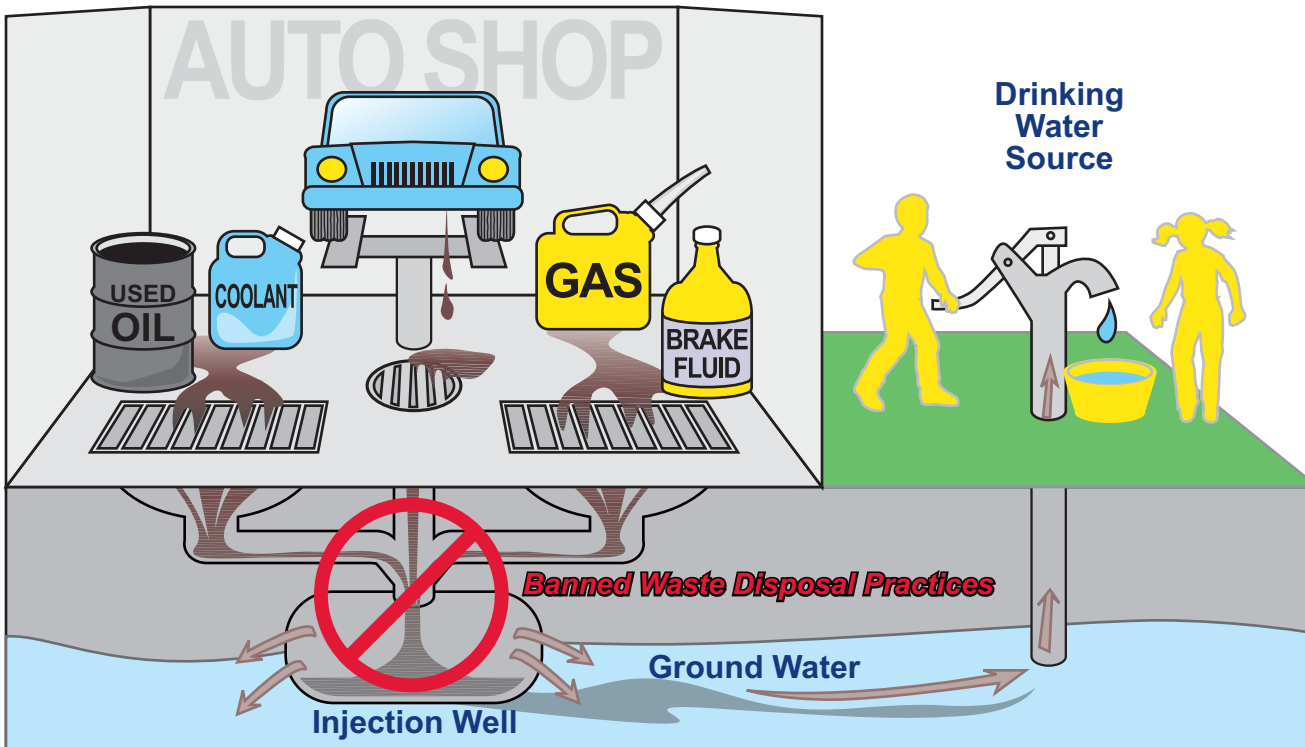 AUTO SHOP
Drinking
Water
Source
USED
OIL
COOLANT
GAS
BRAKE
FLUID
Banned Waste Disposal Practices
Ground Water
Injection Well